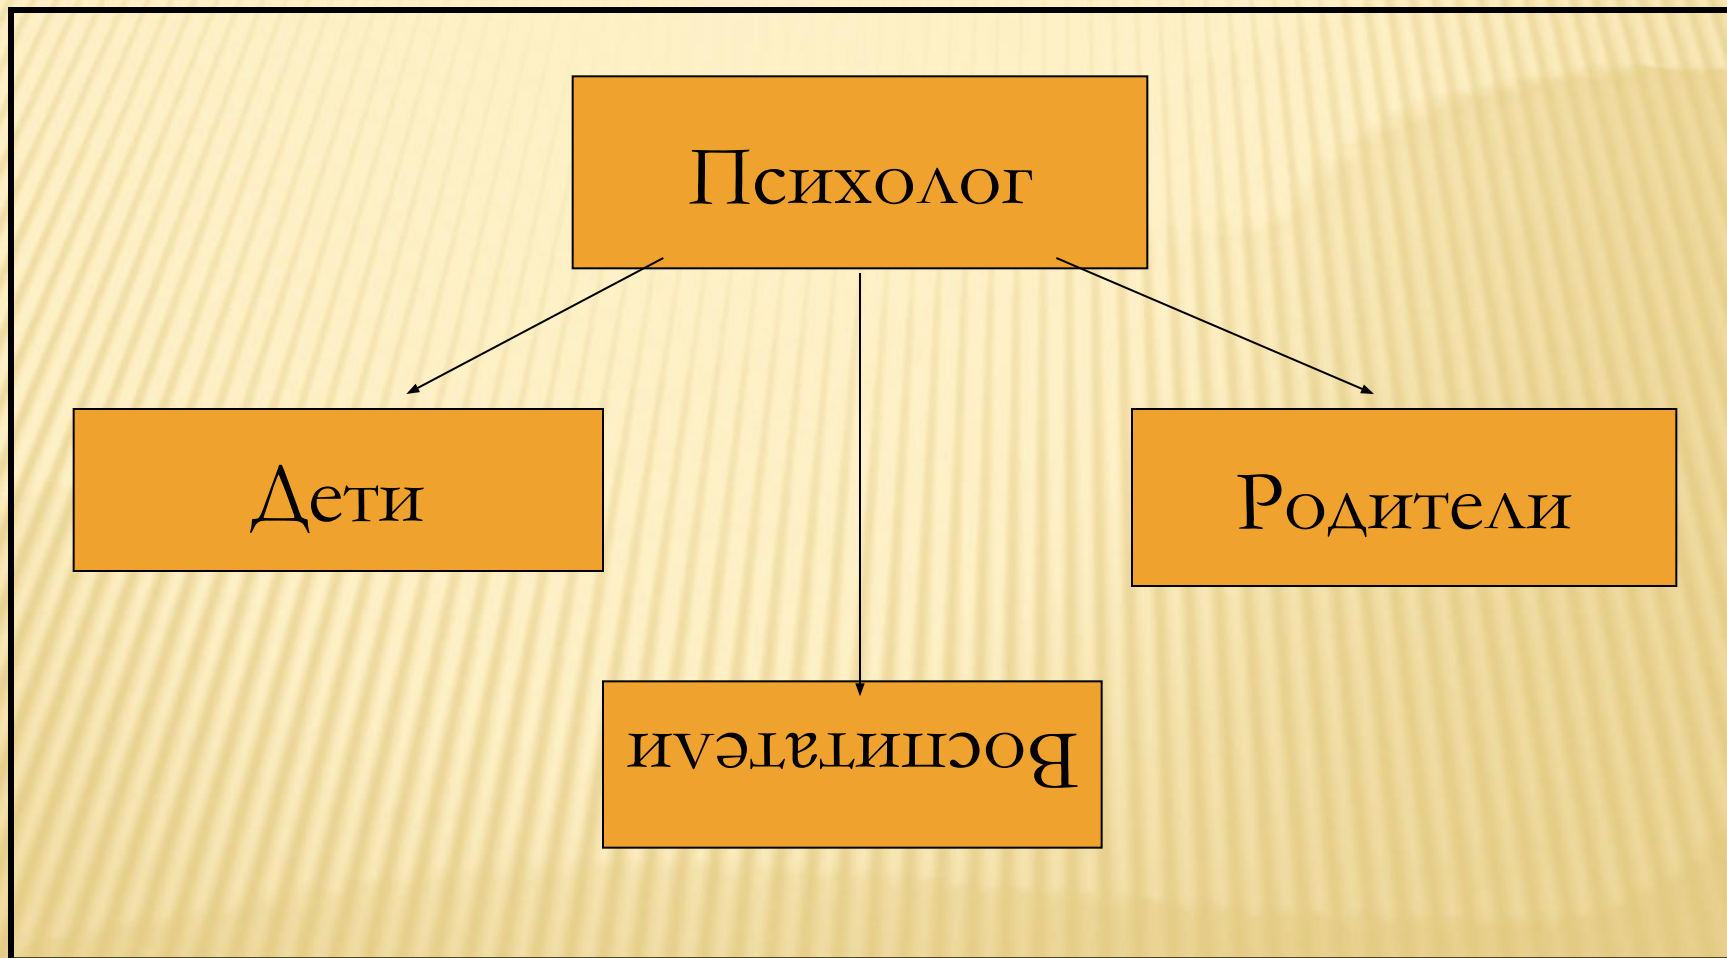 Психолог
Дети
Родители
Воспитатели